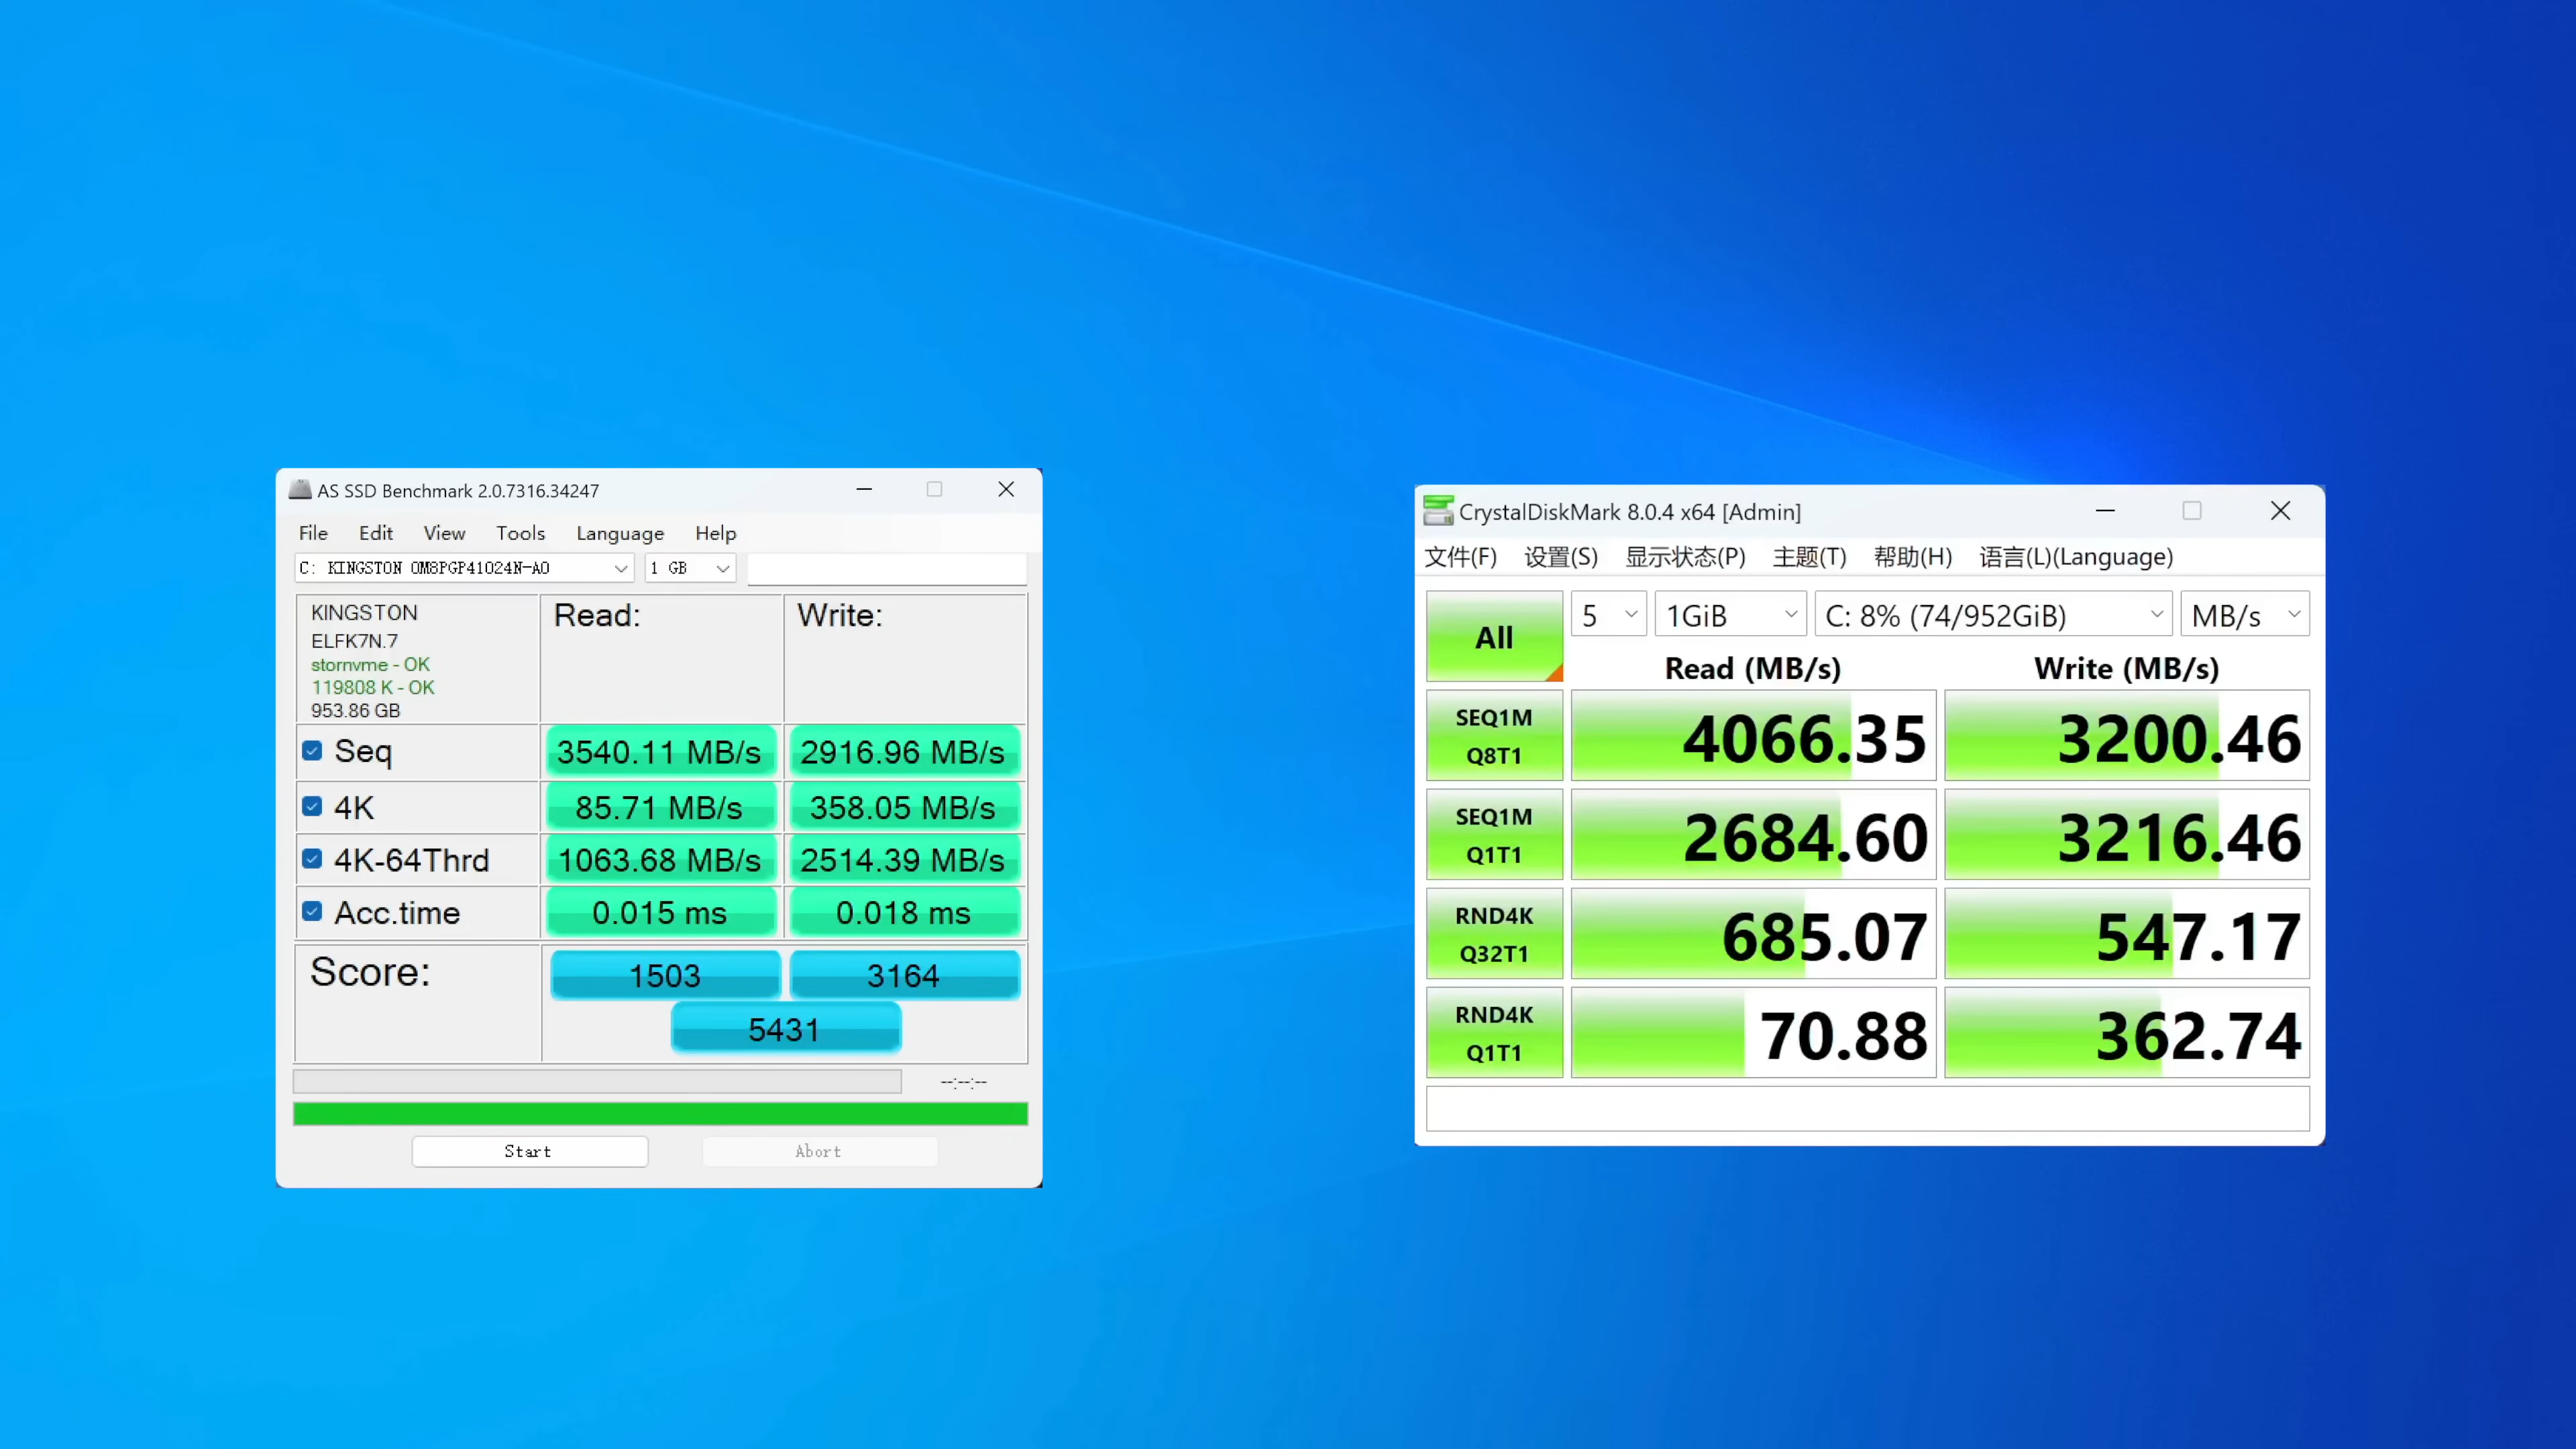 AS SSD Benchmark 2.0.7316.34247
File Edit View Tools Language Help
C: KINGSTON OM8PGP41024N-A0 1 GB
KINGSTON
ELFK7N.7
stornvme - OK
119808 K - OK
953.86 GB
Read: Write:
Seq 3540.11 MB/s 2916.96 MB/s
4K 85.71 MB/s 358.05 MB/s
4K-64Thrd 1063.68 MB/s 2514.39 MB/s
Acc.time 0.015 ms 0.018 ms
Score: 1503 3164
5431
--:--:--
Start Abort
CrystalDiskMark 8.0.4 x64 [Admin]
文件(F) 设置(S) 显示状态(P) 主题(T) 帮助(H) 语言(L)(Language)
All 5 1GiB C: 8% (74/952GiB) MB/s
Read (MB/s) Write (MB/s)
SEQ1M
Q8T1 4066.35 3200.46
SEQ1M
Q1T1 2684.60 3216.46
RND4K
Q32T1 685.07 547.17
RND4K
Q1T1 70.88 362.74